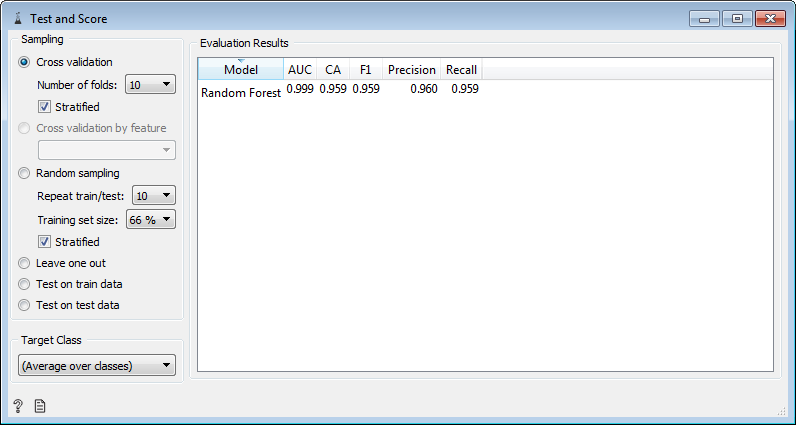 Test and Score
Sampling
Cross validation
Number of folds: 10
Stratified
Cross validation by feature
Random sampling
Repeat train/test: 10
Training set size: 66 %
Stratified
Leave one out
Test on train data
Test on test data
Target Class
(Average over classes)
Evaluation Results
Model AUC CA F1 Precision Recall
Random Forest 0.999 0.959 0.959 0.960 0.959
?